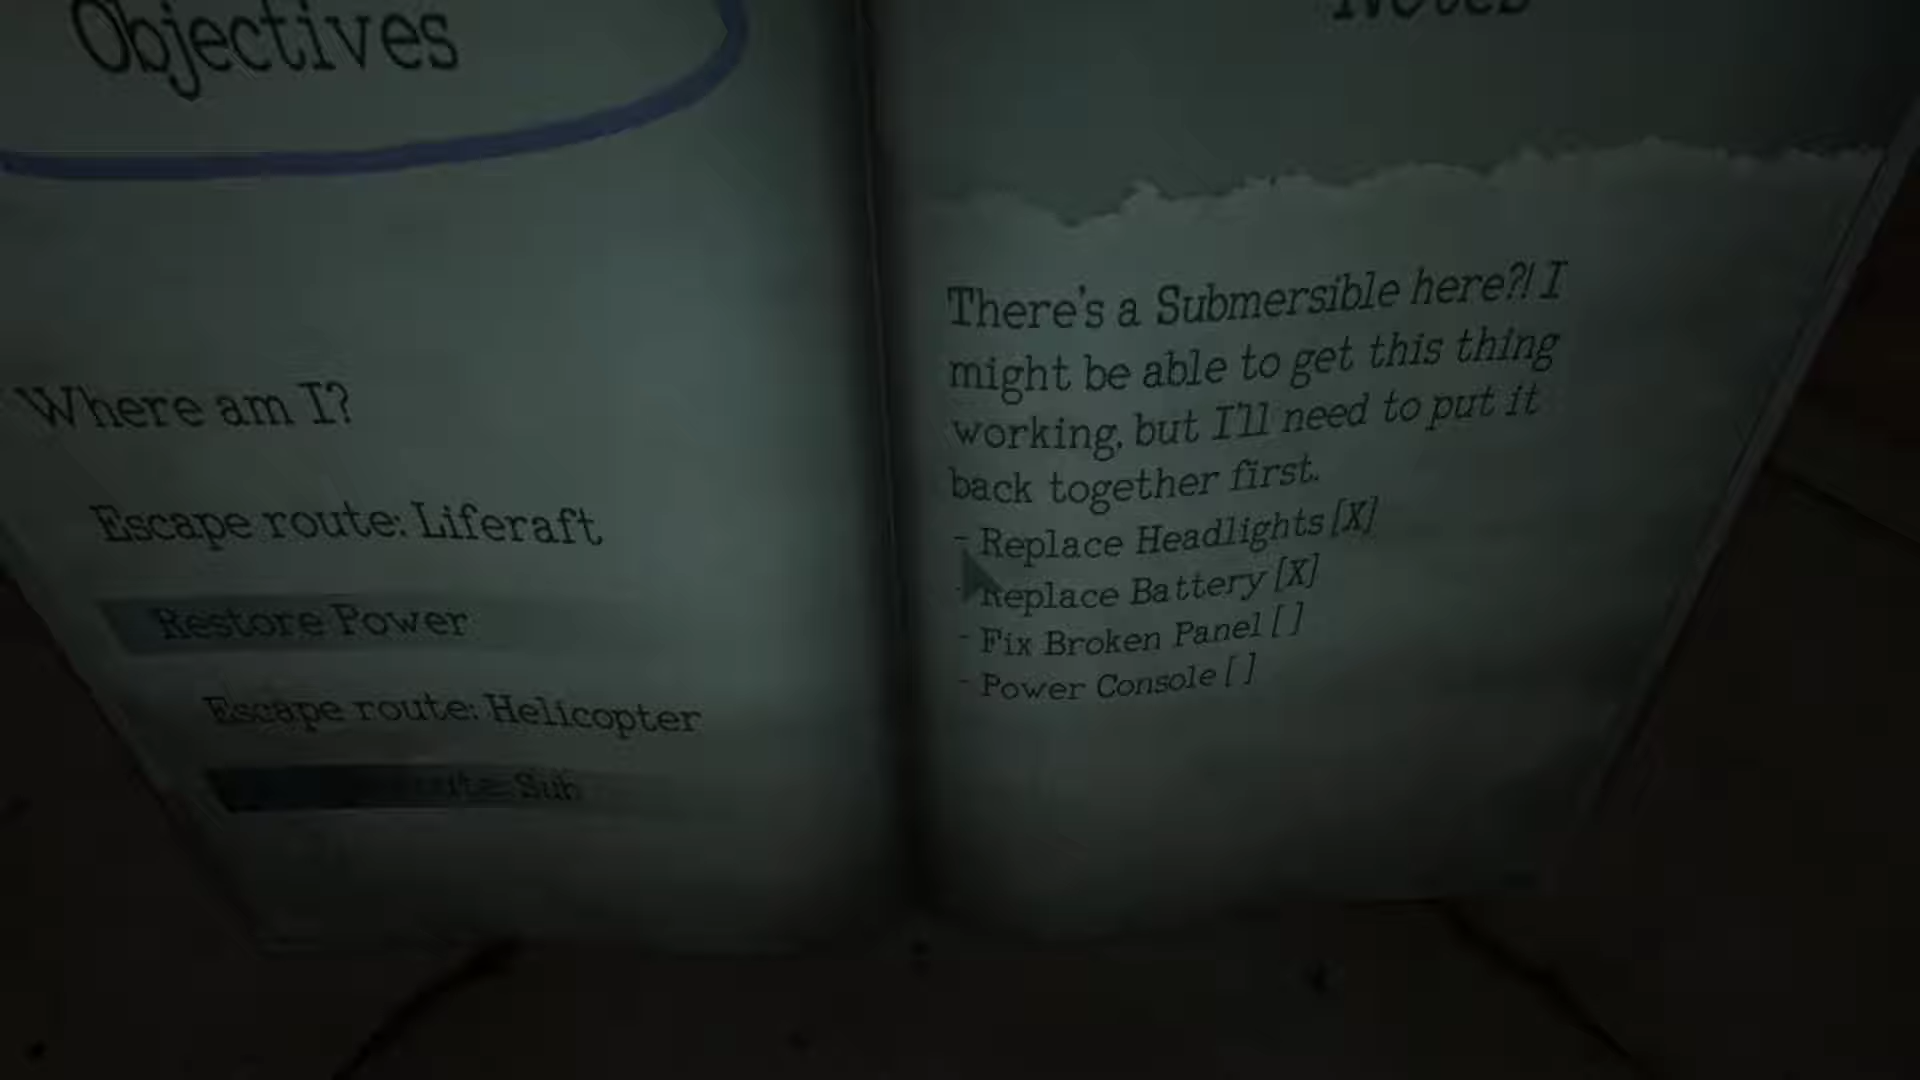 Objectives
Where am I?
Escape route: Liferaft
Restore Power
Escape route: Helicopter
Sub
Notes
There's a Submersible here?! I
might be able to get this thing
working, but I'll need to put it
back together first.
- Replace Headlights [X]
- Replace Battery [X]
- Fix Broken Panel [ ]
- Power Console [ ]